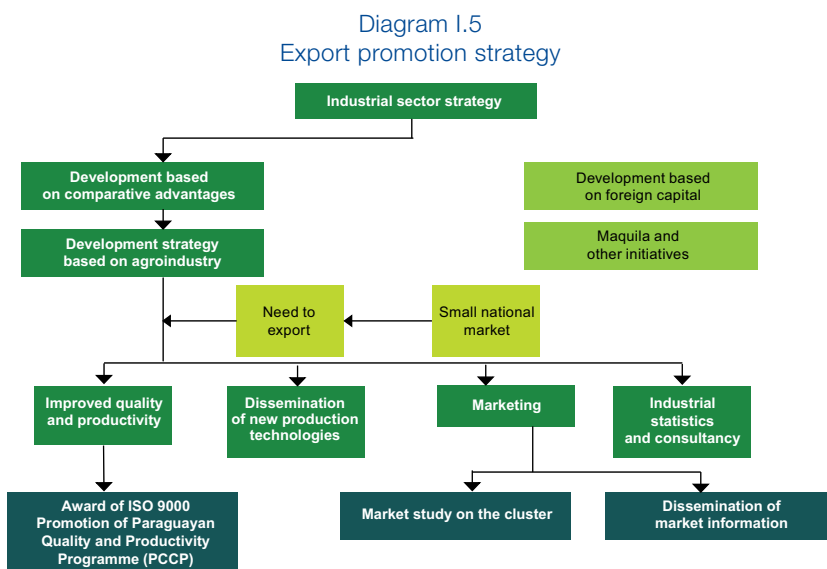 Diagram I.5
Export promotion strategy
Industrial sector strategy
Development based
on comparative advantages
Development based
on foreign capital
Development strategy
based on agroindustry
Maquila and
other initiatives
Need to
export
Small national
market
Improved quality
and productivity
Dissemination
of new production
technologies
Marketing
Industrial
statistics
and consultancy
Award of ISO 9000
Promotion of Paraguayan
Quality and Productivity
Programme (PCCP)
Market study on the cluster
Dissemination of
market information